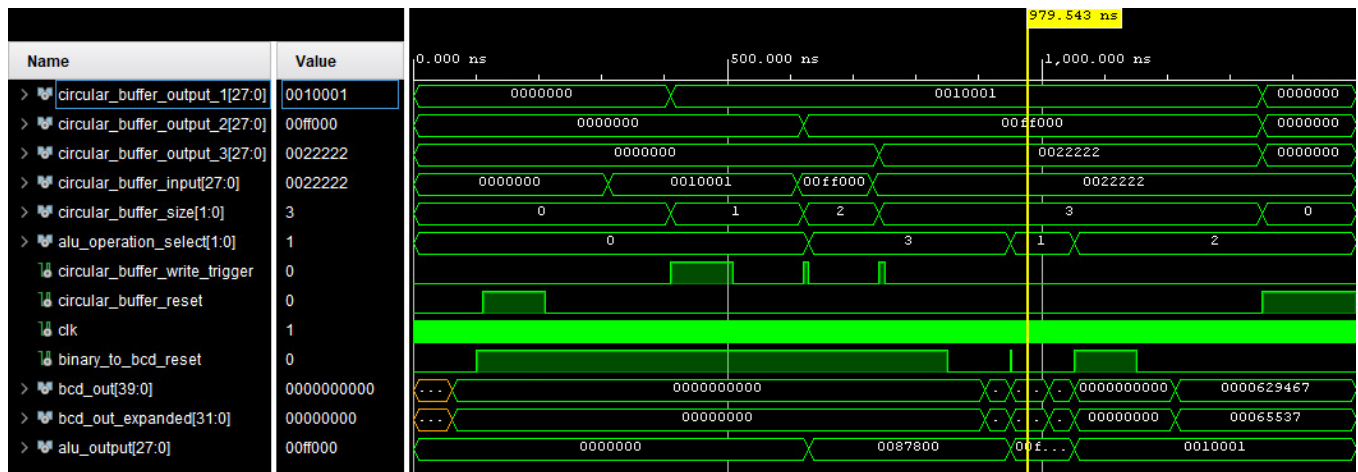 979.543 ns
Name Value 0.000 ns 500.000 ns 1,000.000 ns
circular_buffer_output_1[27:0] 0010001 0000000 0010001 0000000
circular_buffer_output_2[27:0] 00ff000 0000000 00ff000 0000000
circular_buffer_output_3[27:0] 0022222 0000000 0022222 0000000
circular_buffer_input[27:0] 0022222 0000000 0010001 00ff000 0022222
circular_buffer_size[1:0] 3 0 1 2 3 0
alu_operation_select[1:0] 1 0 3 1 2
circular_buffer_write_trigger 0
circular_buffer_reset 0
clk 1
binary_to_bcd_reset 0
bcd_out[39:0] 0000000000 ... 0000000000 . . . 0000000000 0000629467
bcd_out_expanded[31:0] 00000000 ... 00000000 . . . 00000000 00065537
alu_output[27:0] 00ff000 0000000 0087800 00f... 0010001